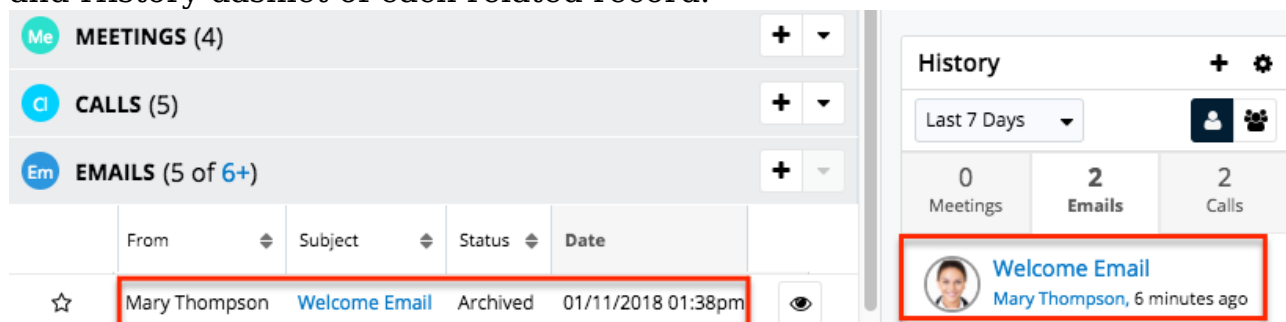 and History dashlet of each related record.
Me MEETINGS (4)
Cl CALLS (5)
Em EMAILS (5 of 6+)
From Subject Status Date
Mary Thompson Welcome Email Archived 01/11/2018 01:38pm
History
Last 7 Days
0 2 2
Meetings Emails Calls
Welcome Email
Mary Thompson, 6 minutes ago